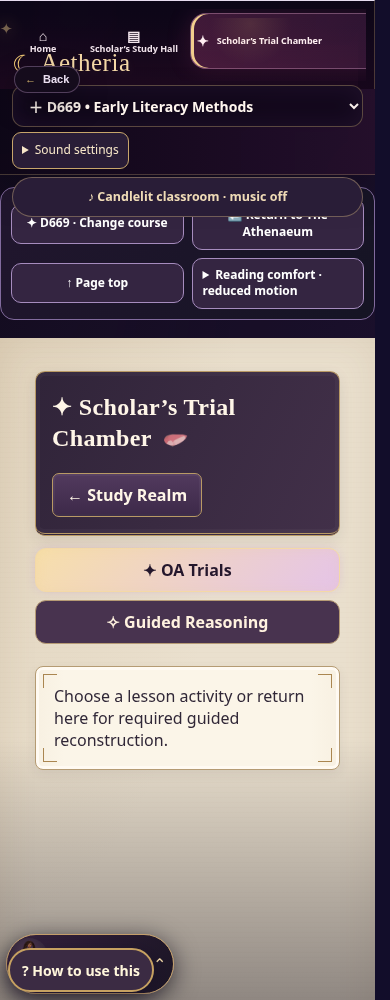 Home
Scholar's Study Hall
Scholar's Trial Chamber
Aetheria
← Back
+ D669 • Early Literacy Methods
▶ Sound settings
♪ Candlelit classroom · music off
✦ D669 · Change course
Return to The
Athenaeum
↑ Page top
▶ Reading comfort ·
reduced motion
✦ Scholar’s Trial
Chamber
← Study Realm
✦ OA Trials
✧ Guided Reasoning
Choose a lesson activity or return
here for required guided
reconstruction.
? How to use this